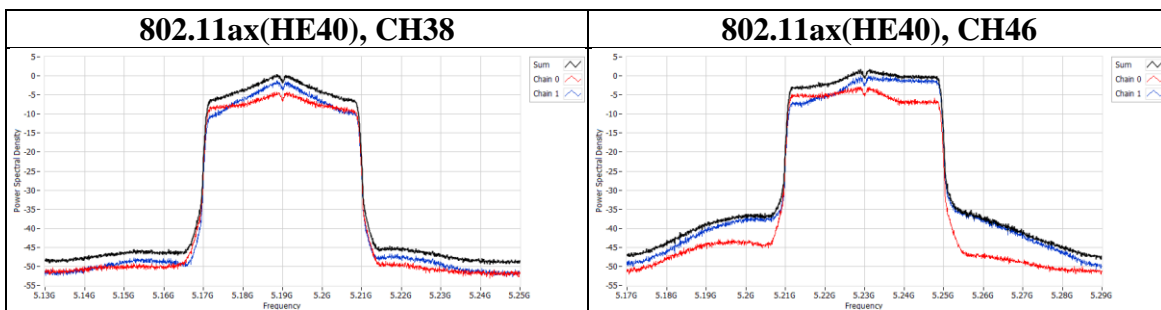 802.11ax(HE40), CH38
802.11ax(HE40), CH46
5
0
-5
-10
-15
-20
-25
-30
-35
-40
-45
-50
-55
Power Spectral Density
5.13G 5.14G 5.15G 5.16G 5.17G 5.18G 5.19G 5.2G 5.21G 5.22G 5.23G 5.24G 5.25G
Frequency
Sum
Chain 0
Chain 1
5
0
-5
-10
-15
-20
-25
-30
-35
-40
-45
-50
-55
Power Spectral Density
5.17G 5.18G 5.19G 5.2G 5.21G 5.22G 5.23G 5.24G 5.25G 5.26G 5.27G 5.28G 5.29G
Frequency
Sum
Chain 0
Chain 1